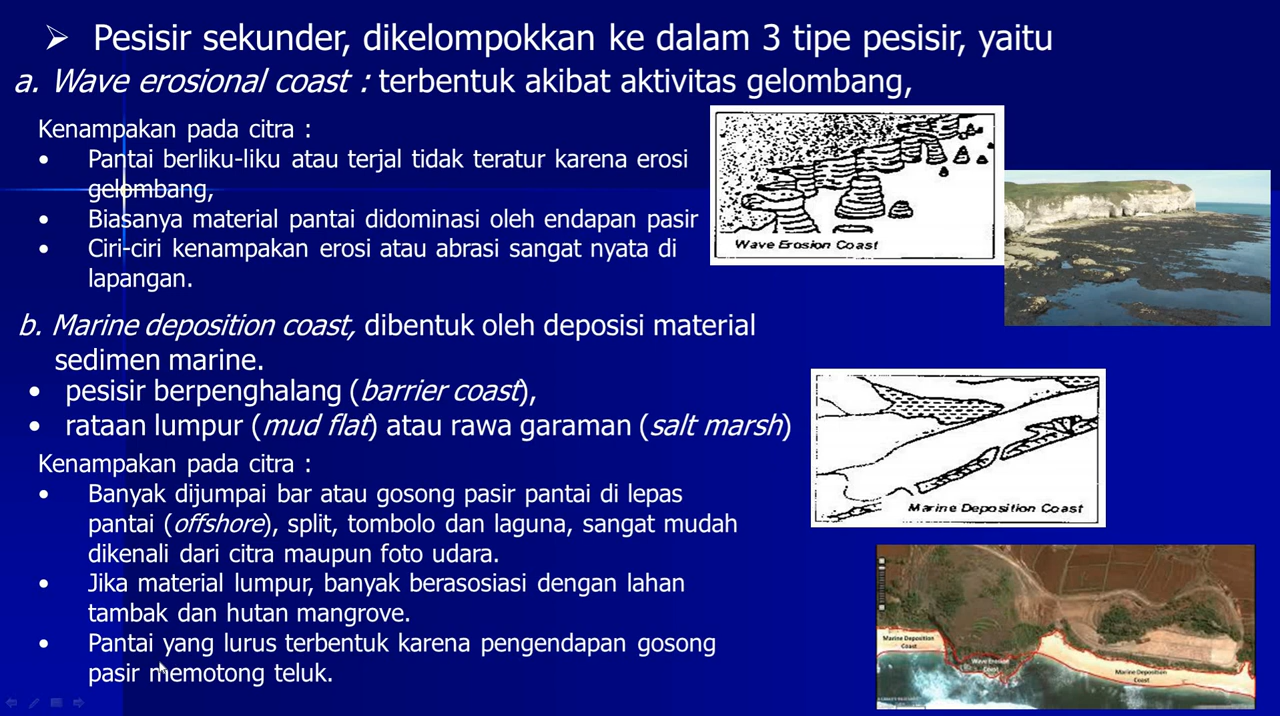 ➢ Pesisir sekunder, dikelompokkan ke dalam 3 tipe pesisir, yaitu
a. Wave erosional coast : terbentuk akibat aktivitas gelombang,
Kenampakan pada citra :
• Pantai berliku-liku atau terjal tidak teratur karena erosi
gelombang,
• Biasanya material pantai didominasi oleh endapan pasir
• Ciri-ciri kenampakan erosi atau abrasi sangat nyata di
lapangan.
Wave Erosion Coast
b. Marine deposition coast, dibentuk oleh deposisi material
sedimen marine.
• pesisir berpenghalang (barrier coast),
• rataan lumpur (mud flat) atau rawa garaman (salt marsh)
Kenampakan pada citra :
• Banyak dijumpai bar atau gosong pasir pantai di lepas
pantai (offshore), split, tombolo dan laguna, sangat mudah
dikenali dari citra maupun foto udara.
• Jika material lumpur, banyak berasosiasi dengan lahan
tambak dan hutan mangrove.
• Pantai yang lurus terbentuk karena pengendapan gosong
pasir memotong teluk.
Marine Deposition Coast
Marine Deposition
Coast
Wave Erosion
Coast
Marine Deposition
Coast